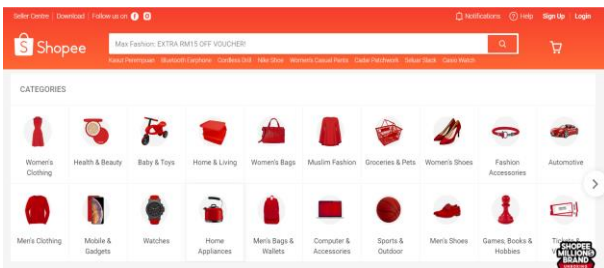 Seller Centre | Download | Follow us on
Notifications Help Sign Up | Login
Shopee
Max Fashion: EXTRA RM15 OFF VOUCHER!
Kasut Perempuan Bluetooth Earphone Cordless Drill Nike Shoe Women's Casual Pants Cadar Patchwork Seluar Slack Casio Watch
CATEGORIES
Women's Clothing
Health & Beauty
Baby & Toys
Home & Living
Women's Bags
Muslim Fashion
Groceries & Pets
Women's Shoes
Fashion Accessories
Automotive
Men's Clothing
Mobile & Gadgets
Watches
Home Appliances
Men's Bags & Wallets
Computer & Accessories
Sports & Outdoor
Men's Shoes
Games, Books & Hobbies
SHOPEE
MILLION$
BRAND